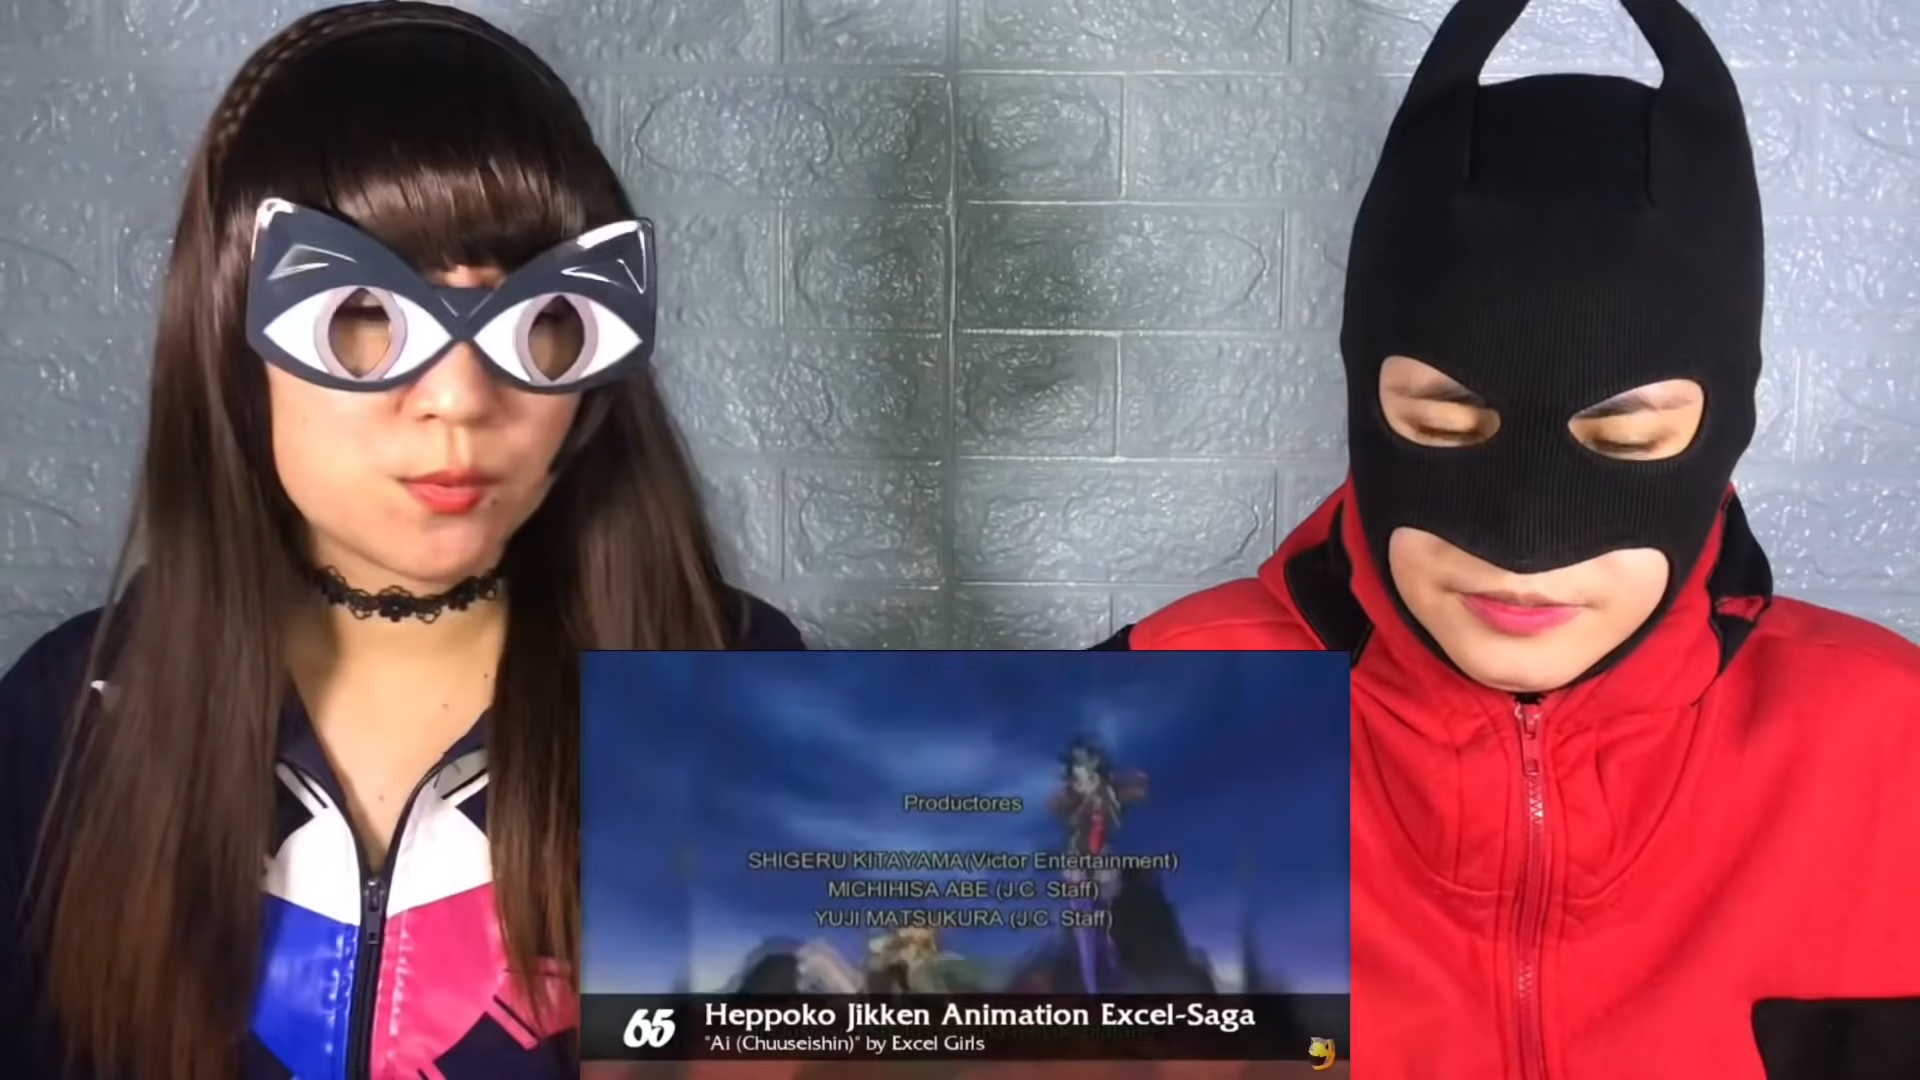 Productores
SHIGERU KITAYAMA(Victor Entertainment)
MICHIHISA ABE (J.C. Staff)
YUJI MATSUKURA (J.C. Staff)
65
Heppoko Jikken Animation Excel-Saga
"Ai (Chuuseishin)" by Excel Girls